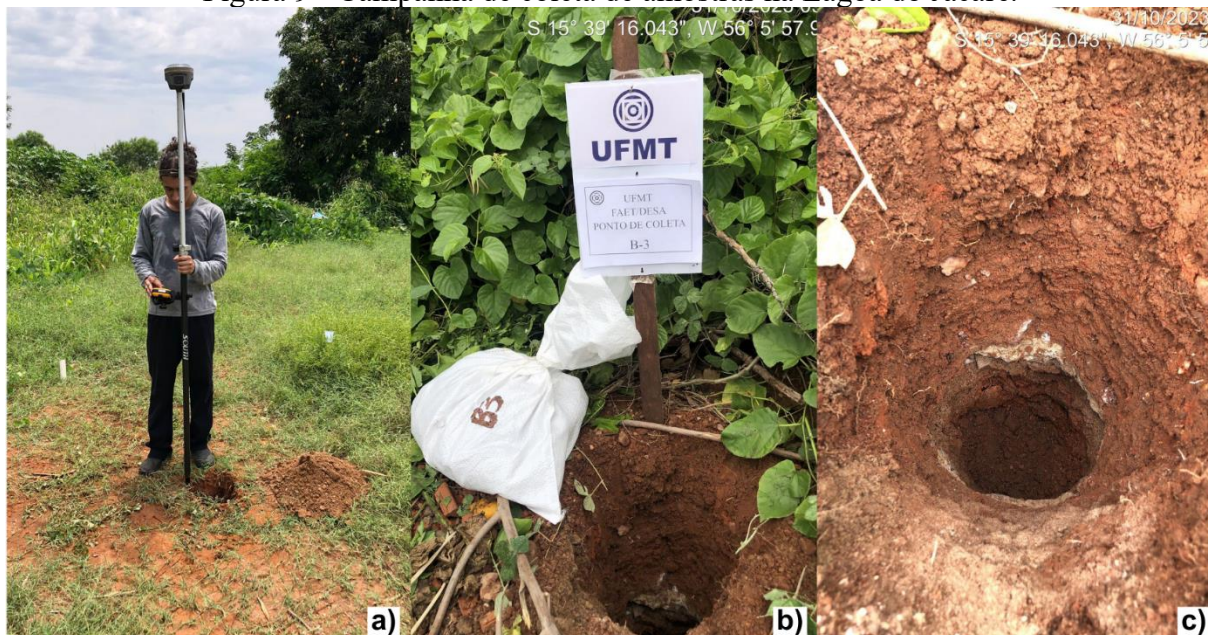 S 15° 39' 16.043", W 56° 5' 57.9
UFMT
UFMT
FAET/DESA
PONTO DE COLETA
B-3
B3
SOUTH
a)
b)
31/10/2023
S 15° 39' 16.043", W 56° 5' 5
c)